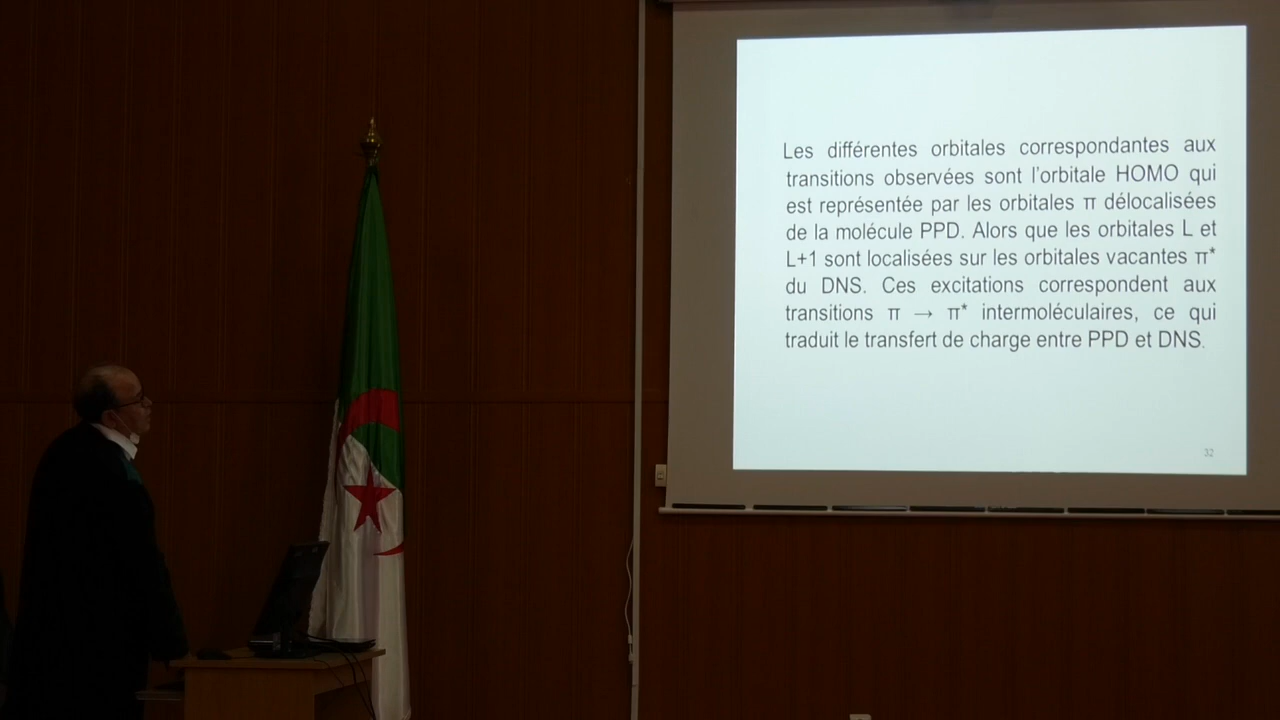 Les différentes orbitales correspondantes aux
transitions observées sont l'orbitale HOMO qui
est représentée par les orbitales π délocalisées
de la molécule PPD. Alors que les orbitales L et
L+1 sont localisées sur les orbitales vacantes π*
du DNS. Ces excitations correspondent aux
transitions π → π* intermoléculaires, ce qui
traduit le transfert de charge entre PPD et DNS.
32